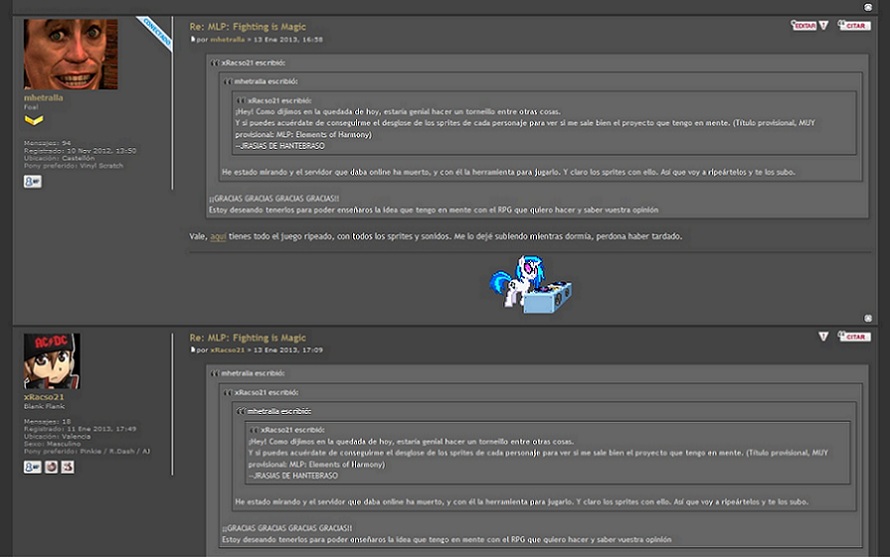 CONECTADO
mhetralla
Foal
Mensajes: 94
Registrado: 10 Nov 2012, 13:50
Ubicación: Castellón
Pony preferido: Vinyl Scratch
MP
Re: MLP: Fighting is Magic
por mhetralla » 13 Ene 2013, 16:58
EDITAR
CITAR
xRacso21 escribió:
mhetralla escribió:
xRacso21 escribió:
¡Hey! Como dijimos en la quedada de hoy, estaría genial hacer un torneillo entre otras cosas.
Y si puedes acuérdate de conseguirme el desglose de los sprites de cada personaje para ver si me sale bien el proyecto que tengo en mente. (Título provisional, MUY
provisional: MLP: Elements of Harmony)
--JRASIAS DE HANTEBRASO
He estado mirando y el servidor que daba online ha muerto, y con él la herramienta para jugarlo. Y claro los sprites con ello. Así que voy a ripeártelos y te los subo.
¡¡GRACIAS GRACIAS GRACIAS GRACIAS!!
Estoy deseando tenerlos para poder enseñaros la idea que tengo en mente con el RPG que quiero hacer y saber vuestra opinión
Vale, aquí tienes todo el juego ripeado, con todos los sprites y sonidos. Me lo dejé subiendo mientras dormía, perdona haber tardado.
AC/DC
xRacso21
Blank Flank
Mensajes: 18
Registrado: 11 Ene 2013, 17:49
Ubicación: Valencia
Sexo: Masculino
Pony preferido: Pinkie / R.Dash / AJ
MP
Re: MLP: Fighting is Magic
por xRacso21 » 13 Ene 2013, 17:09
CITAR
mhetralla escribió:
xRacso21 escribió:
mhetralla escribió:
xRacso21 escribió:
¡Hey! Como dijimos en la quedada de hoy, estaría genial hacer un torneillo entre otras cosas.
Y si puedes acuérdate de conseguirme el desglose de los sprites de cada personaje para ver si me sale bien el proyecto que tengo en mente. (Título provisional, MUY
provisional: MLP: Elements of Harmony)
--JRASIAS DE HANTEBRASO
He estado mirando y el servidor que daba online ha muerto, y con él la herramienta para jugarlo. Y claro los sprites con ello. Así que voy a ripeártelos y te los subo.
¡¡GRACIAS GRACIAS GRACIAS GRACIAS!!
Estoy deseando tenerlos para poder enseñaros la idea que tengo en mente con el RPG que quiero hacer y saber vuestra opinión